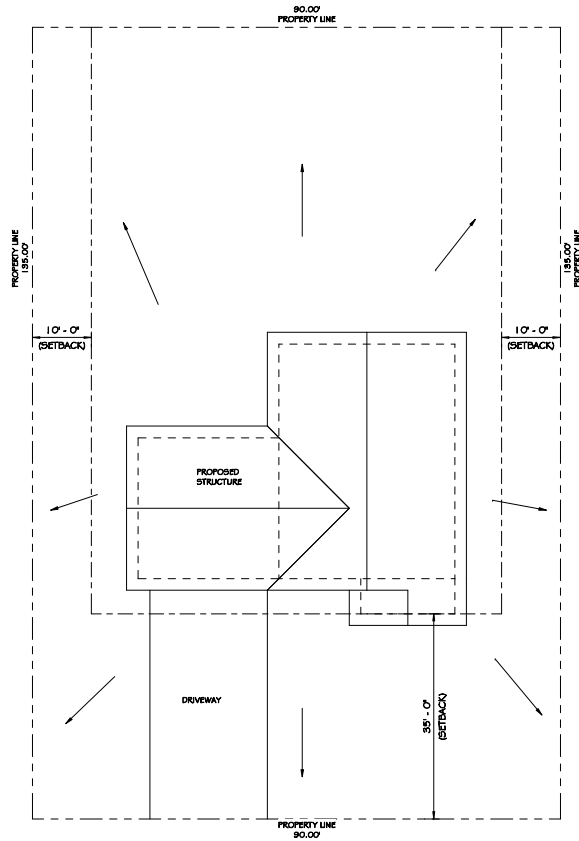 90.00'
PROPERTY LINE
PROPERTY LINE
135.00'
135.00'
PROPERTY LINE
10' - 0"
(SETBACK)
10' - 0"
(SETBACK)
PROPOSED
STRUCTURE
DRIVEWAY
35' - 0"
(SETBACK)
PROPERTY LINE
90.00'